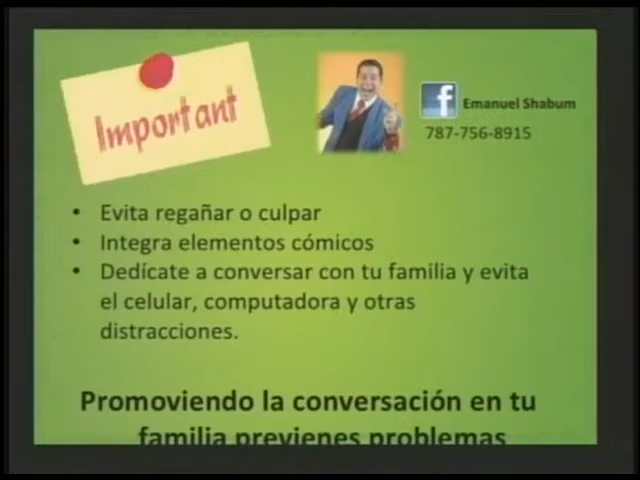 Important
f
Emanuel Shabum
787-756-8915
• Evita regañar o culpar
• Integra elementos cómicos
• Dedícate a conversar con tu familia y evita
el celular, computadora y otras
distracciones.
Promoviendo la conversación en tu
familia previenes problemas